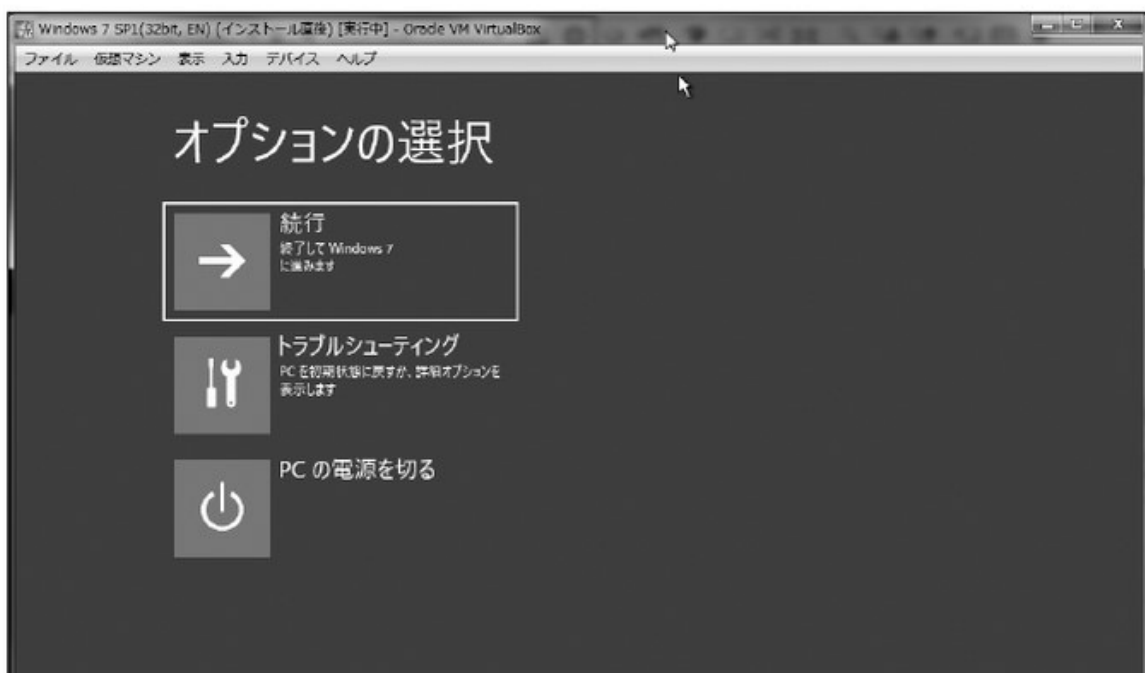 Windows 7 SP1(32bit, EN) [インストール直後) [実行中] - Oracle VM VirtualBox
ファイル 仮想マシン 表示 入力 デバイス ヘルプ
オプションの選択
続行
終了して Windows 7
に進みます
トラブルシューティング
PC を初期状態に戻すか、詳細オプションを
表示します
PC の電源を切る